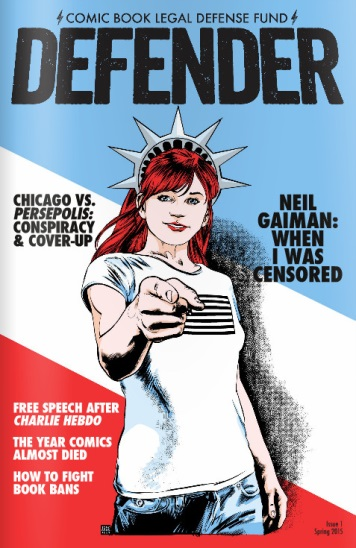 COMIC BOOK LEGAL DEFENSE FUND
DEFENDER
CHICAGO VS.
PERSEPOLIS:
CONSPIRACY
& COVER-UP
NEIL
GAIMAN:
WHEN
I WAS
CENSORED
FREE SPEECH AFTER
CHARLIE HEBDO
THE YEAR COMICS
ALMOST DIED
HOW TO FIGHT
BOOK BANS
Issue 1
Spring 2015